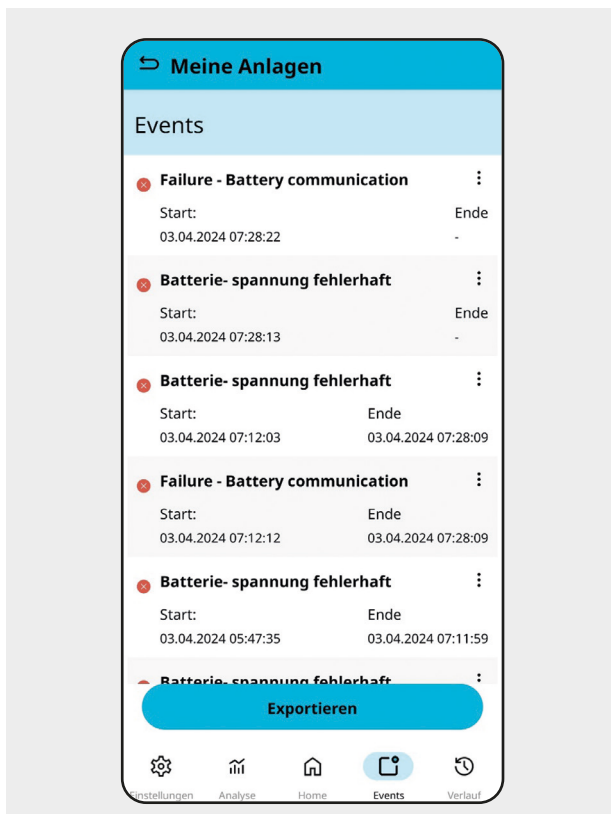 Meine Anlagen
Events
Failure - Battery communication
Start: Ende
03.04.2024 07:28:22 -
Batterie- spannung fehlerhaft
Start: Ende
03.04.2024 07:28:13 -
Batterie- spannung fehlerhaft
Start: Ende
03.04.2024 07:12:03 03.04.2024 07:28:09
Failure - Battery communication
Start: Ende
03.04.2024 07:12:12 03.04.2024 07:28:09
Batterie- spannung fehlerhaft
Start: Ende
03.04.2024 05:47:35 03.04.2024 07:11:59
Batterie- spannung fehlerhaft
Exportieren
Einstellungen Analyse Home Events Verlauf